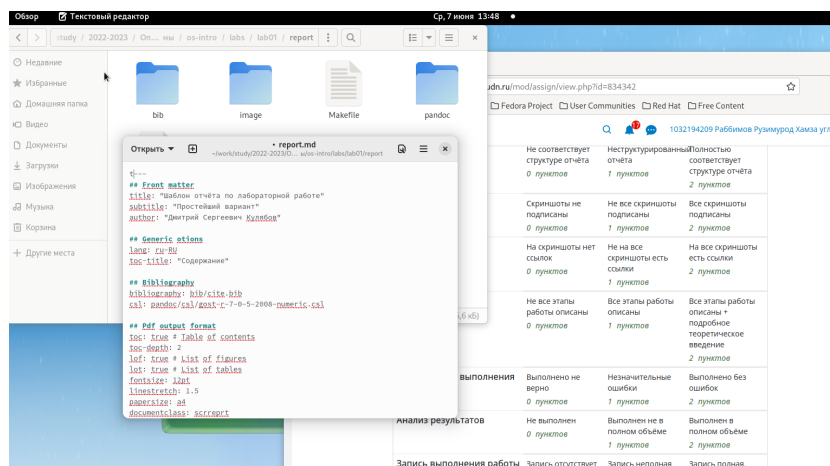 Обзор
Текстовый редактор
Ср, 7 июня 13:48
study / 2022-2023 / Оп... мы / os-intro / labs / lab01 / report
Недавние
Избранные
Домашняя папка
Видео
Документы
Загрузки
Изображения
Музыка
Корзина
Другие места
bib
image
Makefile
pandoc
Открыть
• report.md
~/work/study/2022-2023/О... ы/os-intro/labs/lab01/report
t---
## Front matter
title: "Шаблон отчёта по лабораторной работе"
subtitle: "Простейший вариант"
author: "Дмитрий Сергеевич Кулябов"
## Generic otions
lang: ru-RU
toc-title: "Содержание"
## Bibliography
bibliography: bib/cite.bib
csl: pandoc/csl/gost-r-7-0-5-2008-numeric.csl
## Pdf output format
toc: true # Table of contents
toc-depth: 2
lof: true # List of figures
lot: true # List of tables
fontsize: 12pt
linestretch: 1.5
papersize: a4
documentclass: scrreprt
,6 кБ)
udn.ru/mod/assign/view.php?id=834342
Fedora Project
User Communities
Red Hat
Free Content
17
1032194209 Раббимов Рузимурод Хамза угл
Не соответствует структуре отчёта
0 пунктов
Неструктурированный отчёта
1 пунктов
Полностью соответствует структуре отчёта
2 пунктов
Скриншоты не подписаны
0 пунктов
Не все скриншоты подписаны
1 пунктов
Все скриншоты подписаны
2 пунктов
На скриншоты нет ссылок
0 пунктов
Не на все скриншоты есть ссылки
1 пунктов
На все скриншоты есть ссылки
2 пунктов
Не все этапы работы описаны
0 пунктов
Все этапы работы описаны
1 пунктов
Все этапы работы описаны + подробное теоретическое введение
2 пунктов
выполнения
Выполнено не верно
0 пунктов
Незначительные ошибки
1 пунктов
Выполнено без ошибок
2 пунктов
Анализ результатов
Не выполнен
0 пунктов
Выполнен не в полном объёме
1 пунктов
Выполнен в полном объёме
2 пунктов
Запись выполнения работы
Запись отсутствует
Запись неполная
Запись полная.